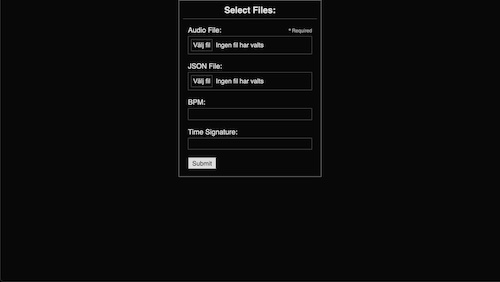 Select Files:
Audio File:
* Required
Välj fil Ingen fil har valts
JSON File:
Välj fil Ingen fil har valts
BPM:
Time Signature:
Submit